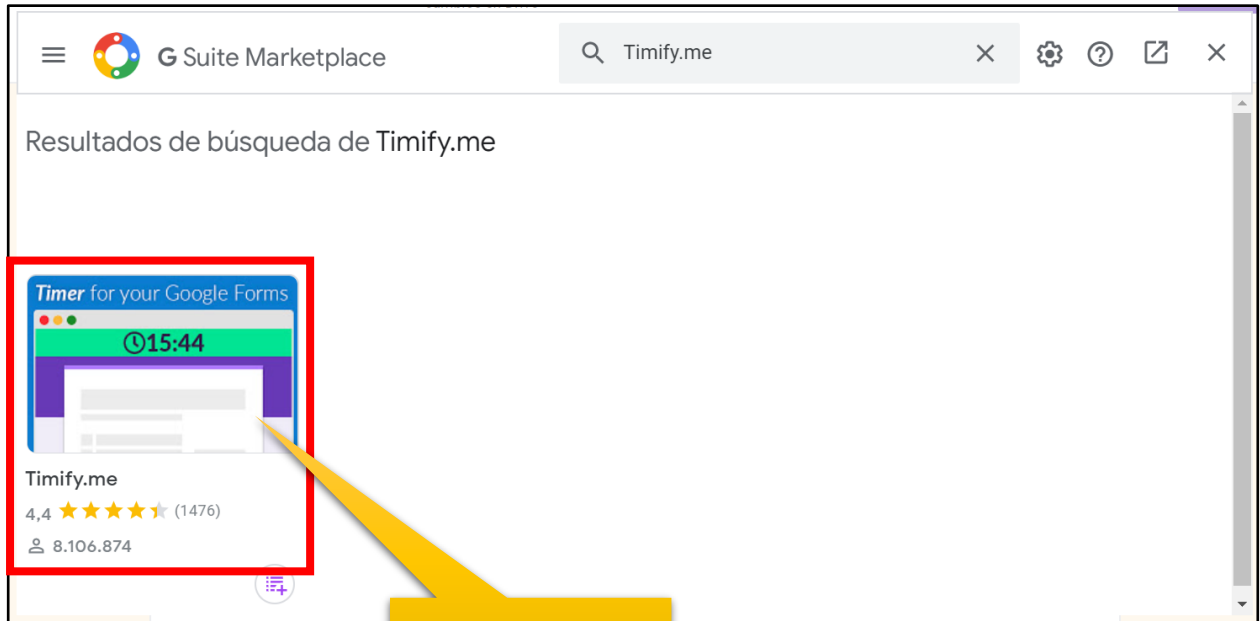 G Suite Marketplace
Timify.me
Resultados de búsqueda de Timify.me
Timer for your Google Forms
15:44
Timify.me
4,4 (1476)
8.106.874